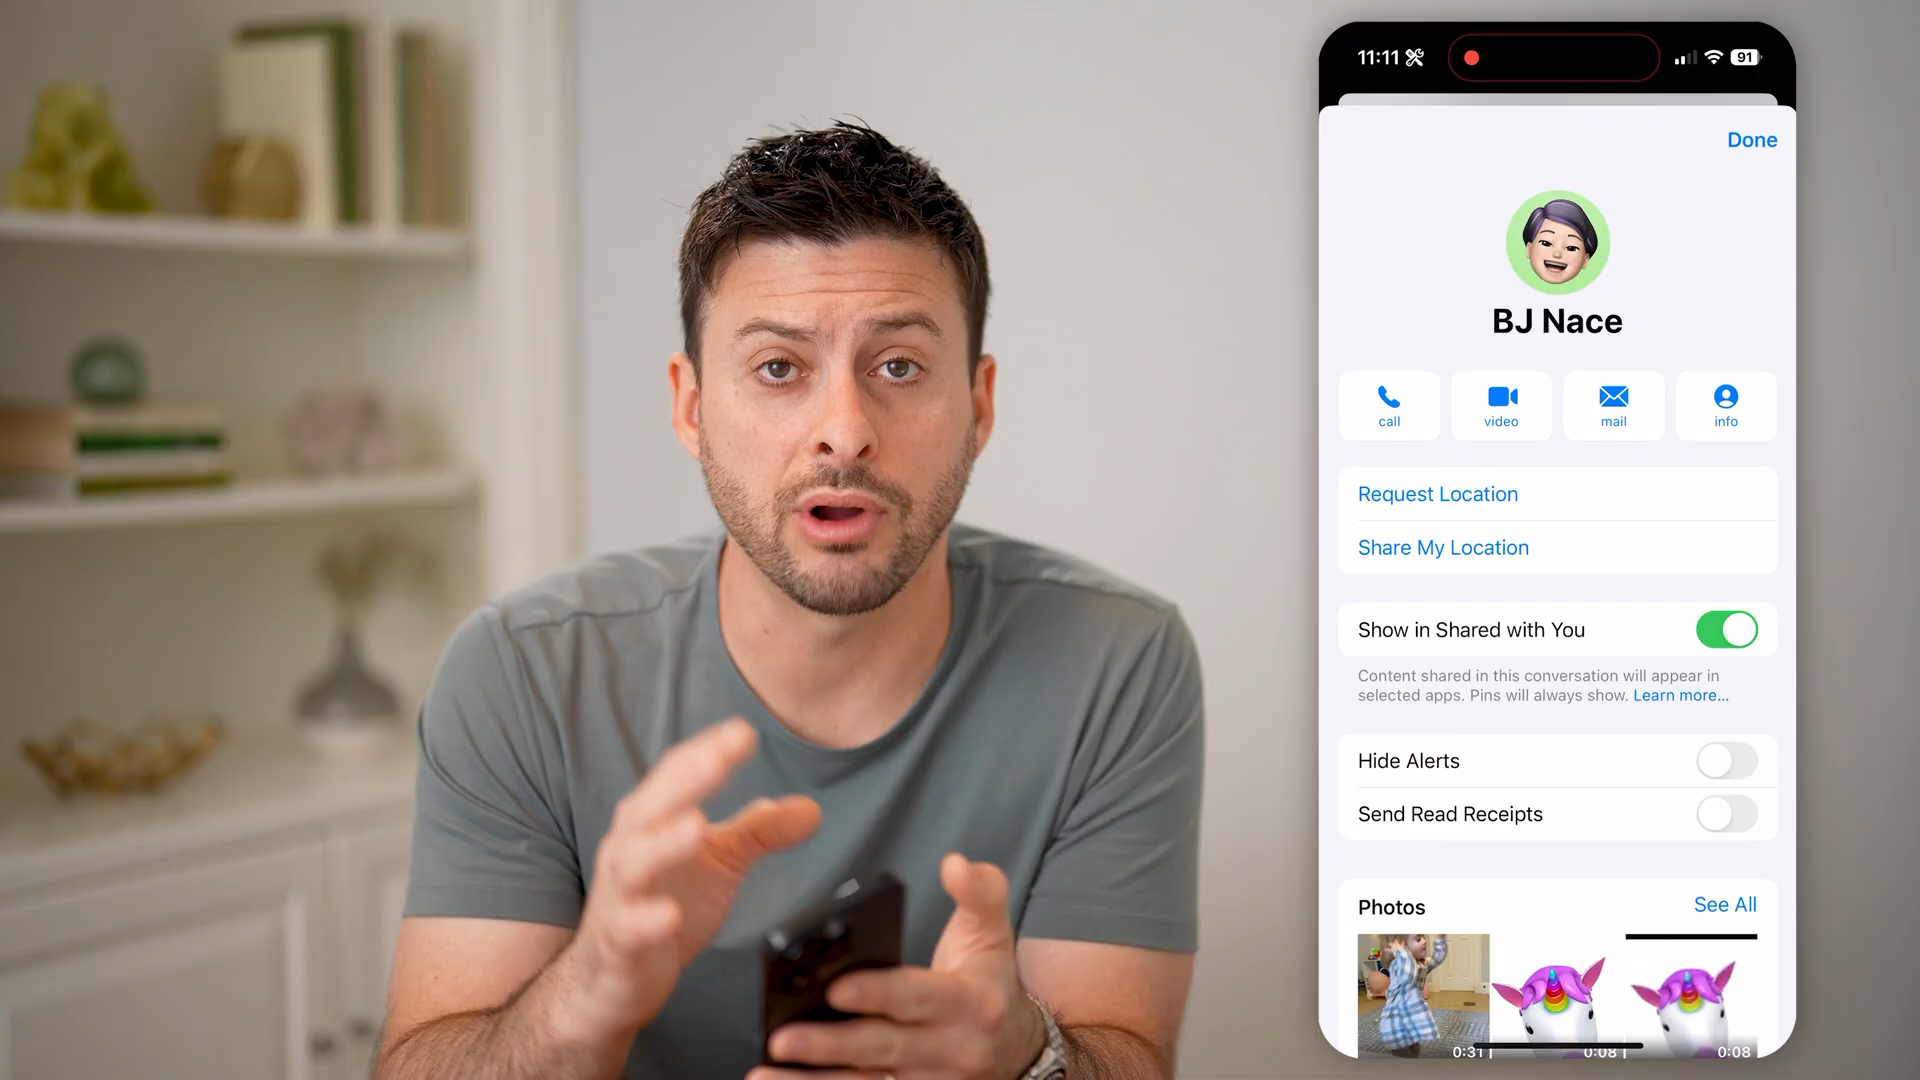 11:11
91
Done
BJ Nace
call
video
mail
info
Request Location
Share My Location
Show in Shared with You
Content shared in this conversation will appear in
selected apps. Pins will always show. Learn more...
Hide Alerts
Send Read Receipts
Photos
See All
0:31
0:08
0:08